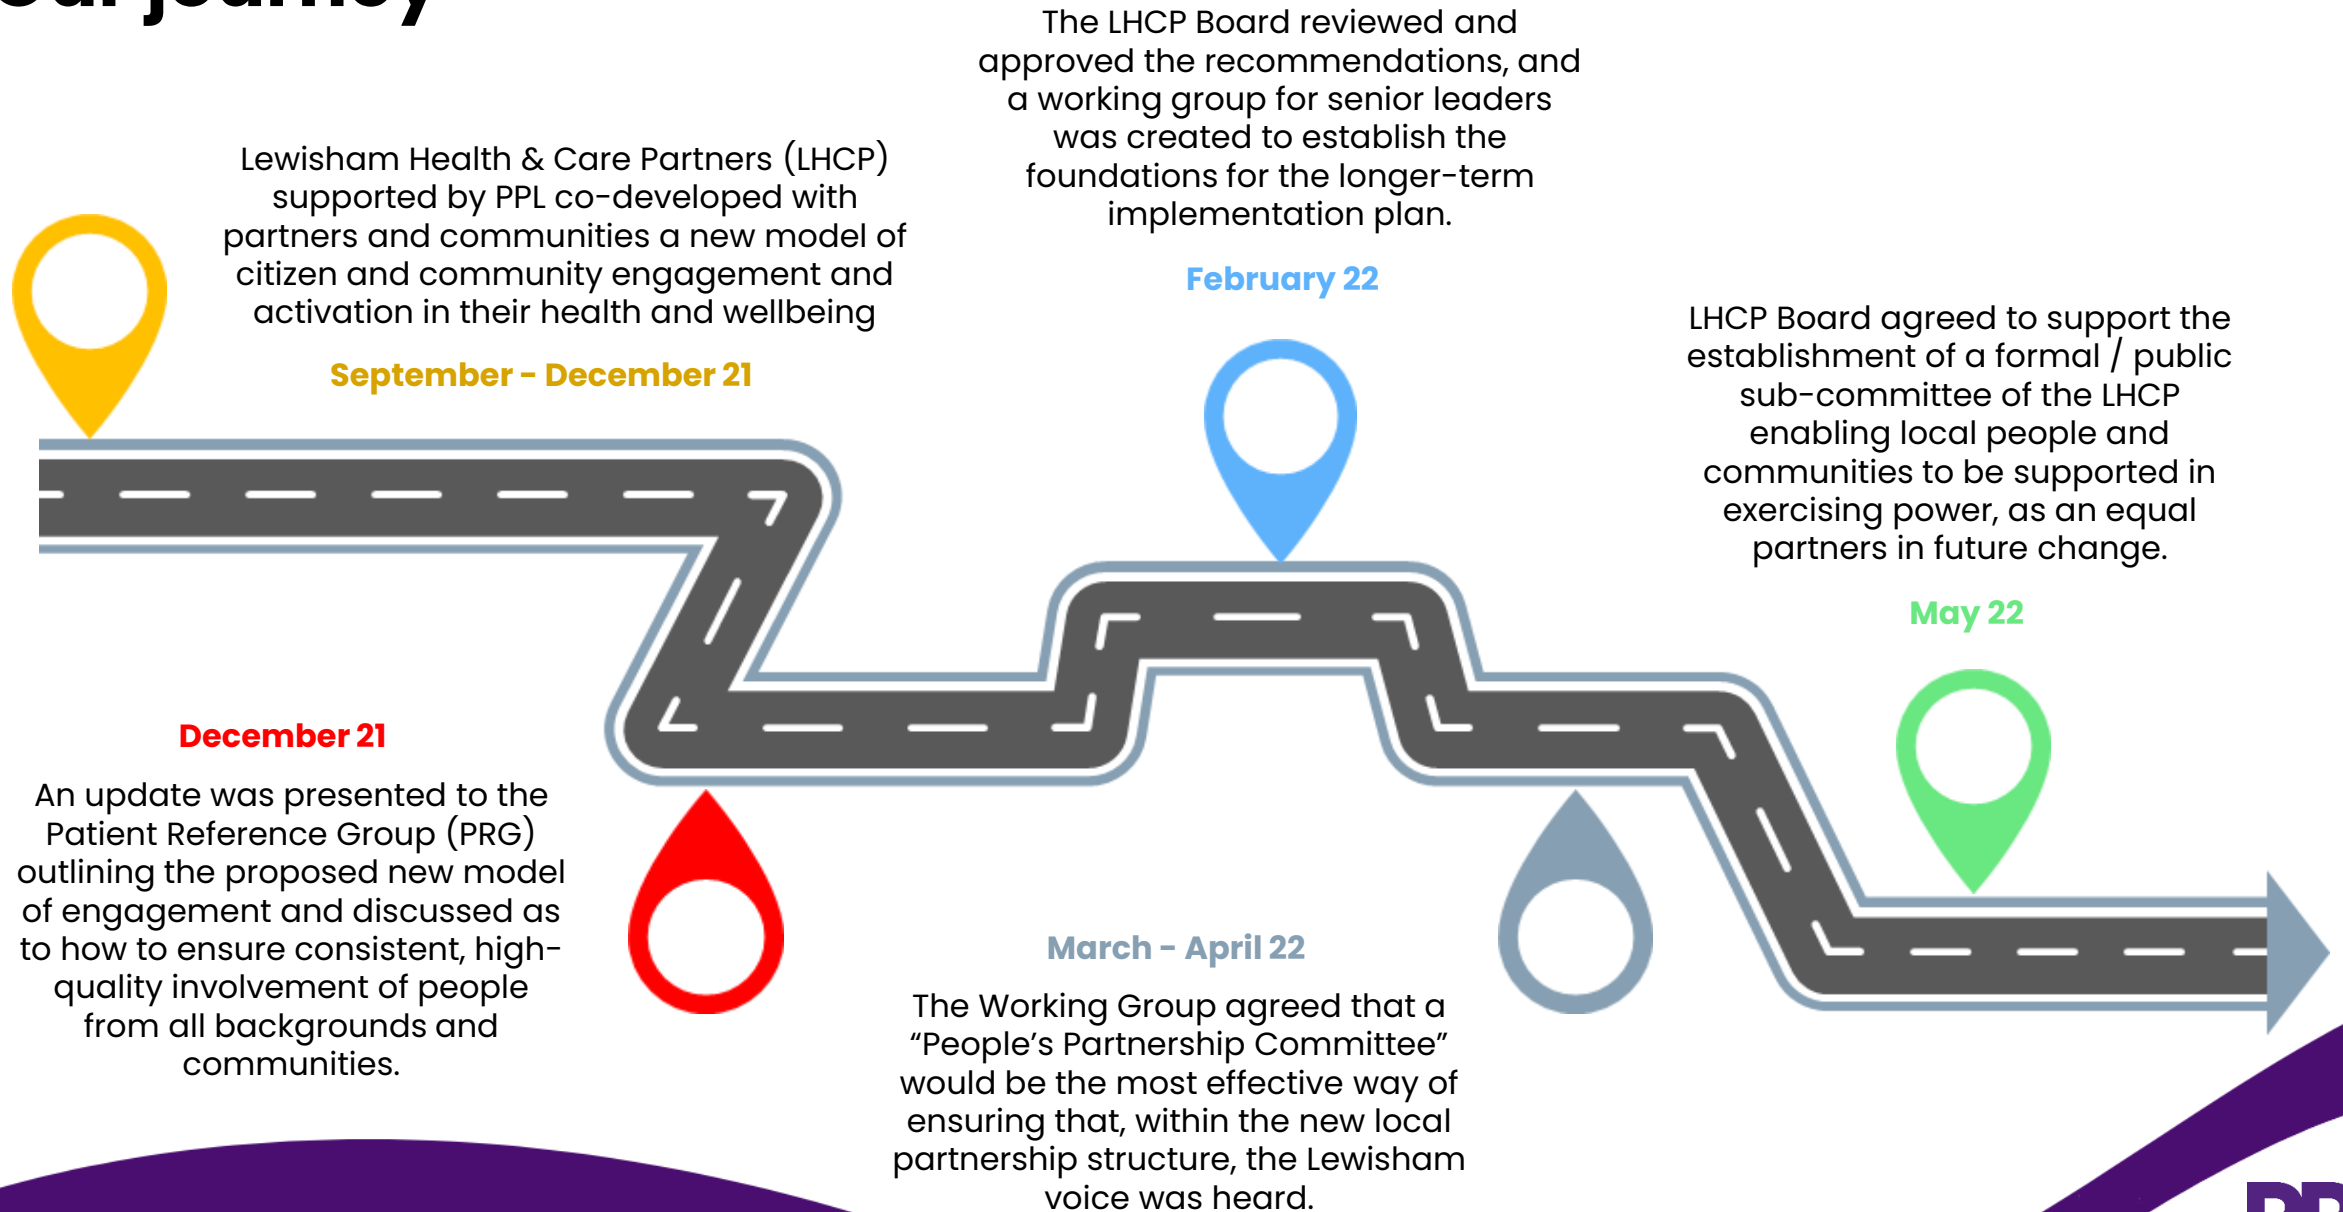 our journey
Lewisham Health & Care Partners (LHCP)
supported by PPL co-developed with
partners and communities a new model of
citizen and community engagement and
activation in their health and wellbeing
September - December 21
December 21
An update was presented to the
Patient Reference Group (PRG)
outlining the proposed new model
of engagement and discussed as
to how to ensure consistent, high-
quality involvement of people
from all backgrounds and
communities.
The LHCP Board reviewed and
approved the recommendations, and
a working group for senior leaders
was created to establish the
foundations for the longer-term
implementation plan.
February 22
March - April 22
The Working Group agreed that a
“People’s Partnership Committee”
would be the most effective way of
ensuring that, within the new local
partnership structure, the Lewisham
voice was heard.
LHCP Board agreed to support the
establishment of a formal / public
sub-committee of the LHCP
enabling local people and
communities to be supported in
exercising power, as an equal
partners in future change.
May 22